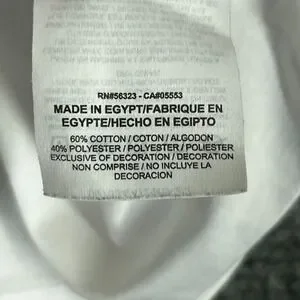 RN#56323 - CA#05553
MADE IN EGYPT/FABRIQUE EN
EGYPTE/HECHO EN EGIPTO
60% COTTON / COTON / ALGODON
40% POLYESTER / POLYESTER / POLIESTER
EXCLUSIVE OF DECORATION / DECORATION
NON COMPRISE / NO INCLUYE LA
DECORACION